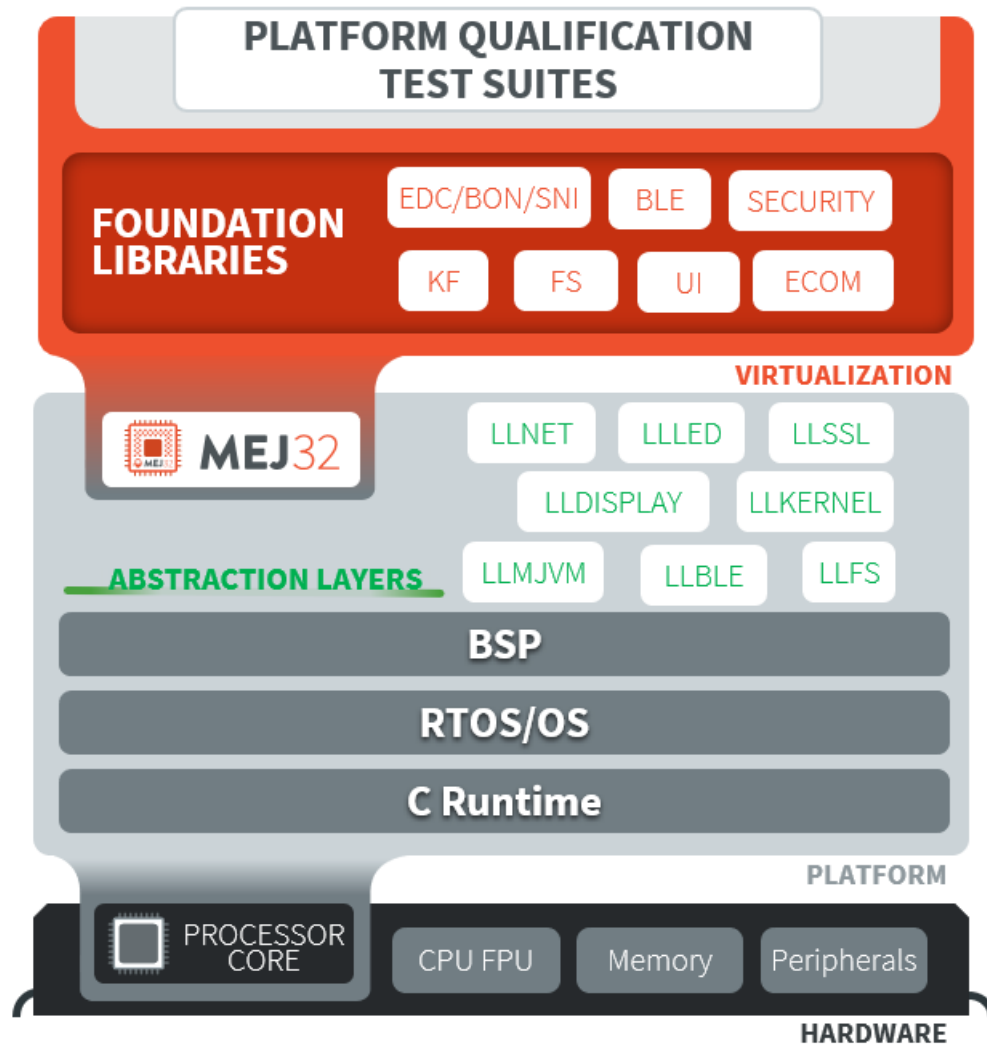 PLATFORM QUALIFICATION
TEST SUITES
FOUNDATION
LIBRARIES
EDC/BON/SNI
BLE
SECURITY
KF
FS
UI
ECOM
VIRTUALIZATION
MEJ32
MEJ32
LLNET
LLLED
LLSSL
LLDISPLAY
LLKERNEL
ABSTRACTION LAYERS
LLMJVM
LLBLE
LLFS
BSP
RTOS/OS
C Runtime
PLATFORM
PROCESSOR
CORE
CPU FPU
Memory
Peripherals
HARDWARE